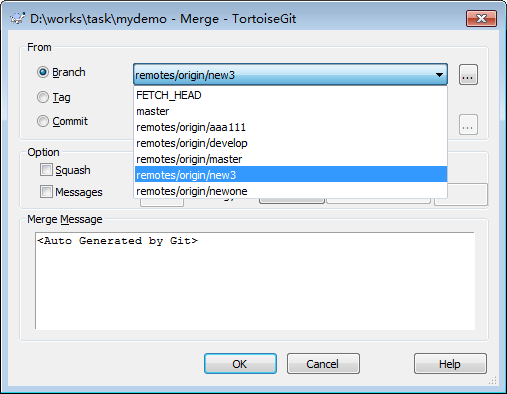 D:\works\task\mydemo - Merge - TortoiseGit
From
Branch
remotes/origin/new3
...
FETCH_HEAD
Tag
master
remotes/origin/aaa111
Commit
...
remotes/origin/develop
Option
remotes/origin/master
Squash
remotes/origin/new3
Messages
remotes/origin/newone
Merge Message
<Auto Generated by Git>
OK
Cancel
Help